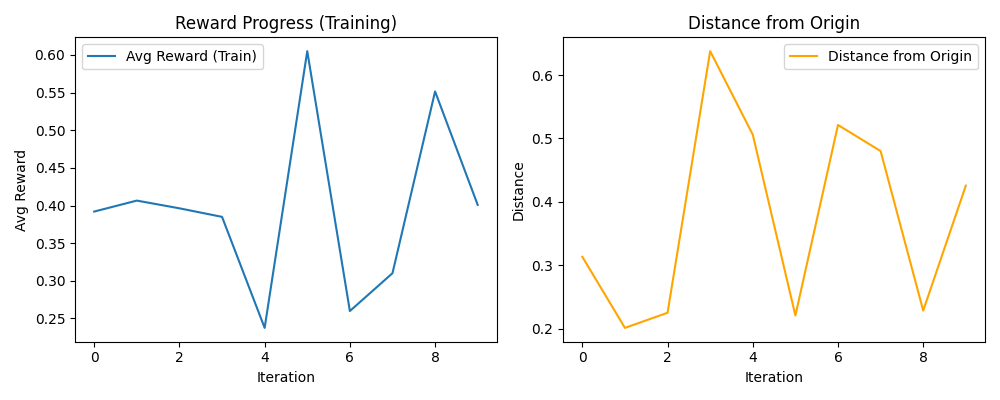 Reward Progress (Training)
Avg Reward (Train)
0.60
0.55
0.50
0.45
0.40
0.35
0.30
0.25
Avg Reward
0 2 4 6 8
Iteration
Distance from Origin
Distance from Origin
0.6
0.5
0.4
0.3
0.2
Distance
0 2 4 6 8
Iteration